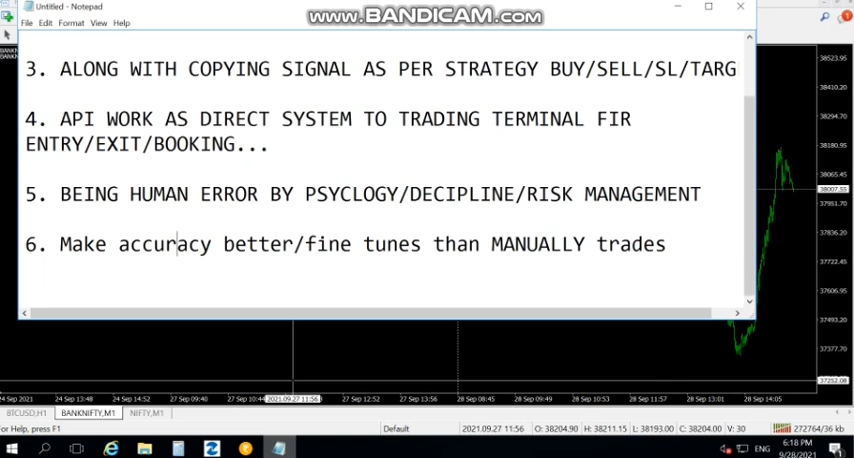 Untitled - Notepad
www.BANDICAM.com
File Edit Format View Help
3. ALONG WITH COPYING SIGNAL AS PER STRATEGY BUY/SELL/SL/TARG
4. API WORK AS DIRECT SYSTEM TO TRADING TERMINAL FIR
ENTRY/EXIT/BOOKING...
5. BEING HUMAN ERROR BY PSYCLOGY/DECIPLINE/RISK MANAGEMENT
6. Make accuracy better/fine tunes than MANUALLY trades
BANKN
BANKN
38523.95
38410.20
38294.70
38180.95
38065.45
38007.55
37951.70
37836.20
37722.45
37606.95
37493.20
37377.70
37252.08
24 Sep 2021 24 Sep 13:48 27 Sep 09:40 27 Sep 10:44 2021.09.27 11:56 27 Sep 12:52 27 Sep 13:56 28 Sep 08:45 28 Sep 09:49 28 Sep 10:53 28 Sep 11:57 28 Sep 13:01 28 Sep 14:05
BTCUSD,H1 BANKNIFTY,M1 NIFTY,M1
For Help, press F1 Default 2021.09.27 11:56 O: 38204.90 H: 38211.15 L: 38193.00 C: 38204.00 V: 30 272764/36 kb
ENG 6:18 PM
9/28/2021